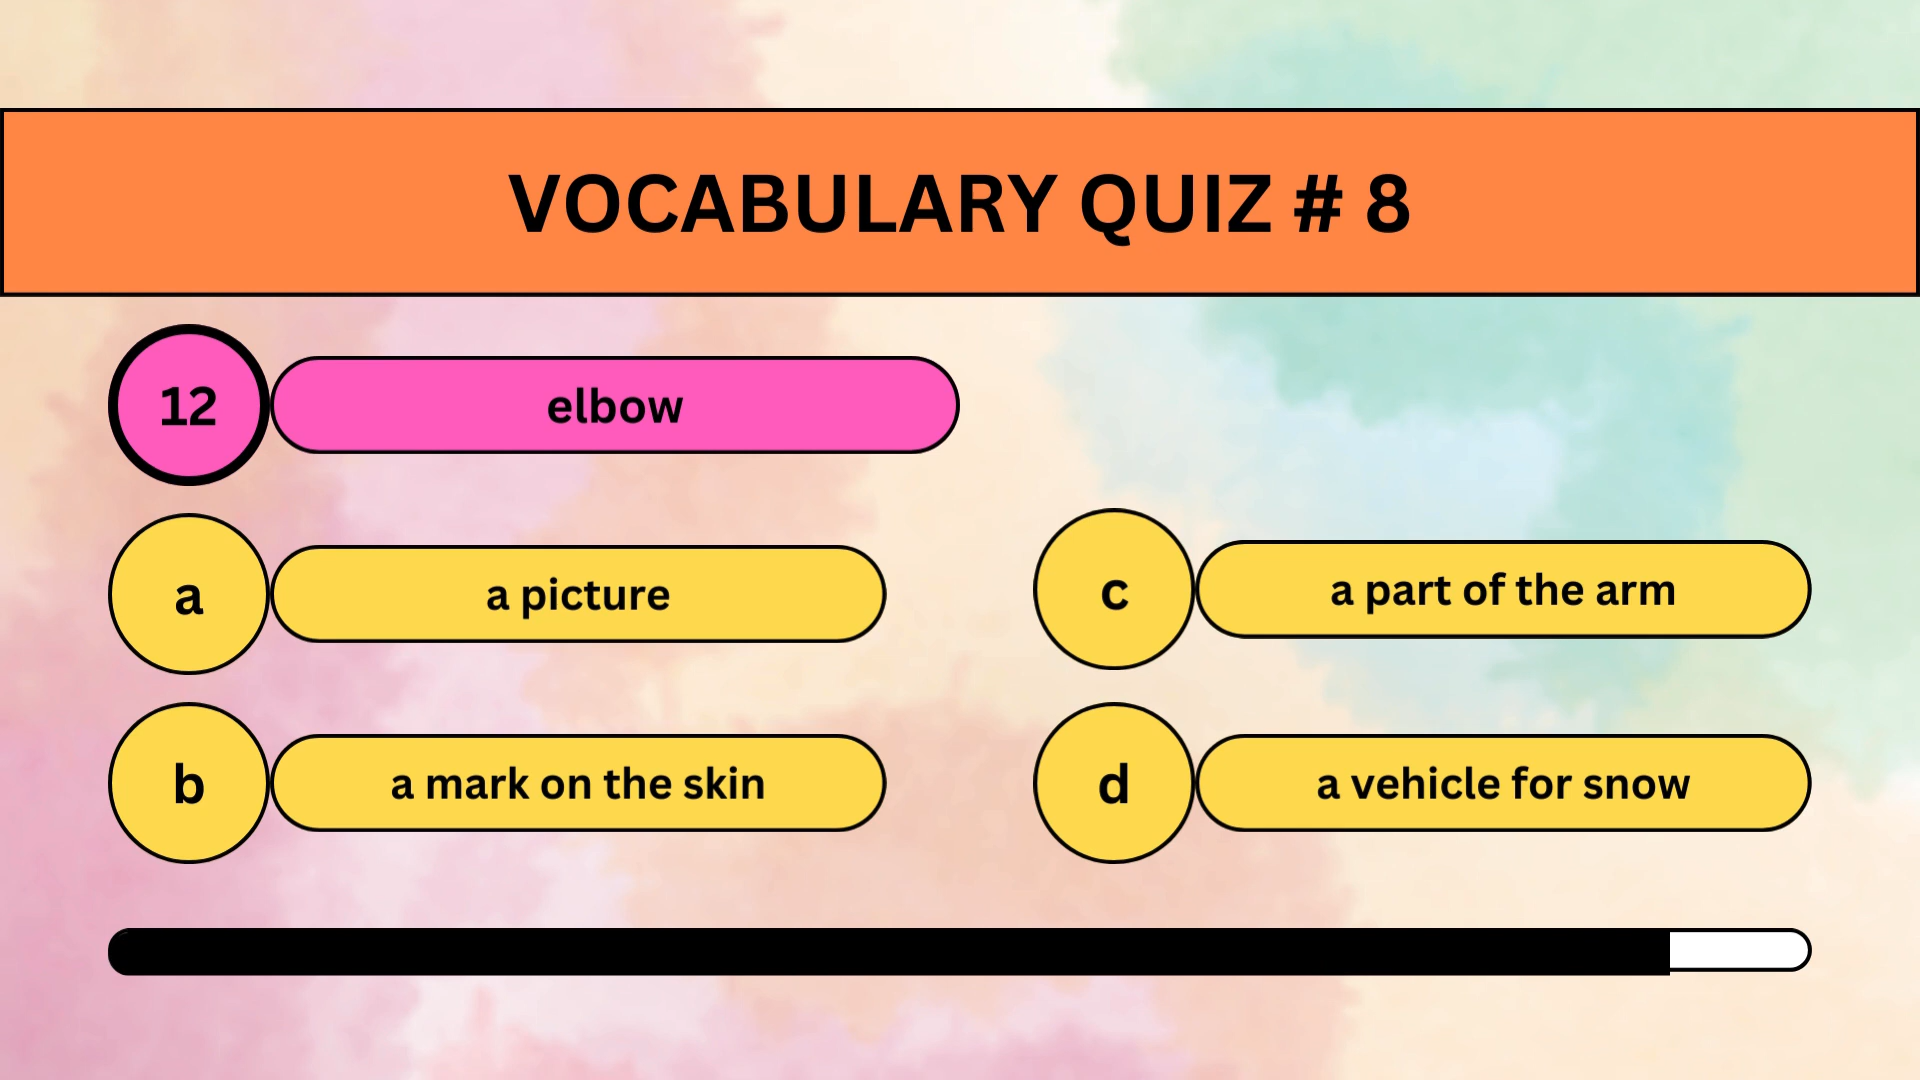 VOCABULARY QUIZ # 8
12 elbow
a a picture
b a mark on the skin
c a part of the arm
d a vehicle for snow